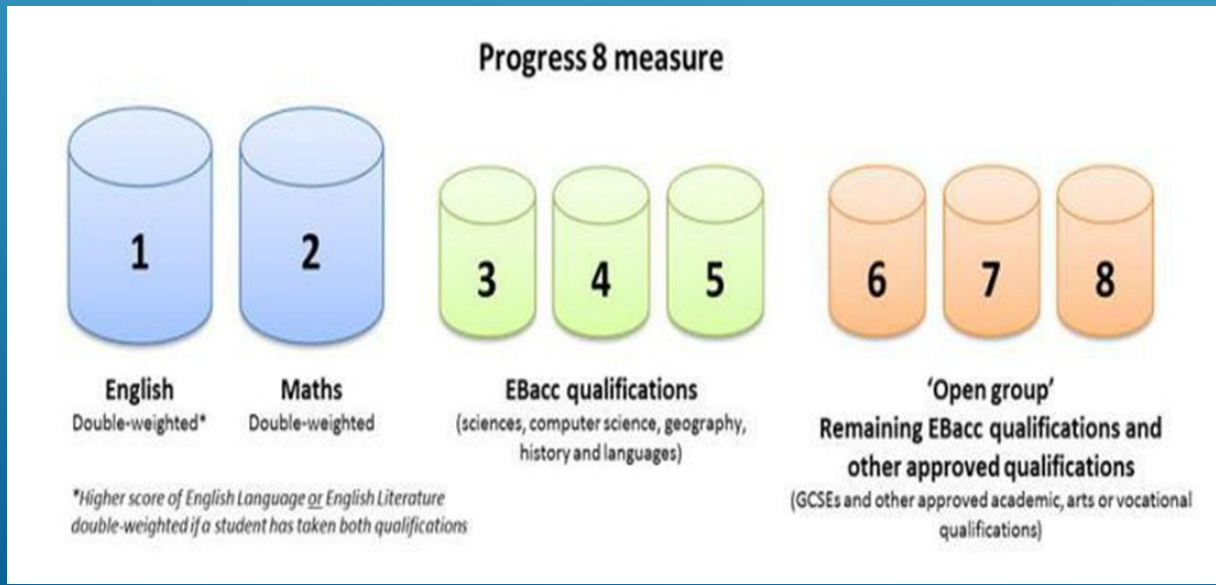 Progress 8 measure
1
2
3
4
5
6
7
8
English
Double-weighted*
Maths
Double-weighted
EBacc qualifications
(sciences, computer science, geography,
history and languages)
'Open group'
Remaining EBacc qualifications and
other approved qualifications
(GCSEs and other approved academic, arts or vocational
qualifications)
*Higher score of English Language or English Literature
double-weighted if a student has taken both qualifications